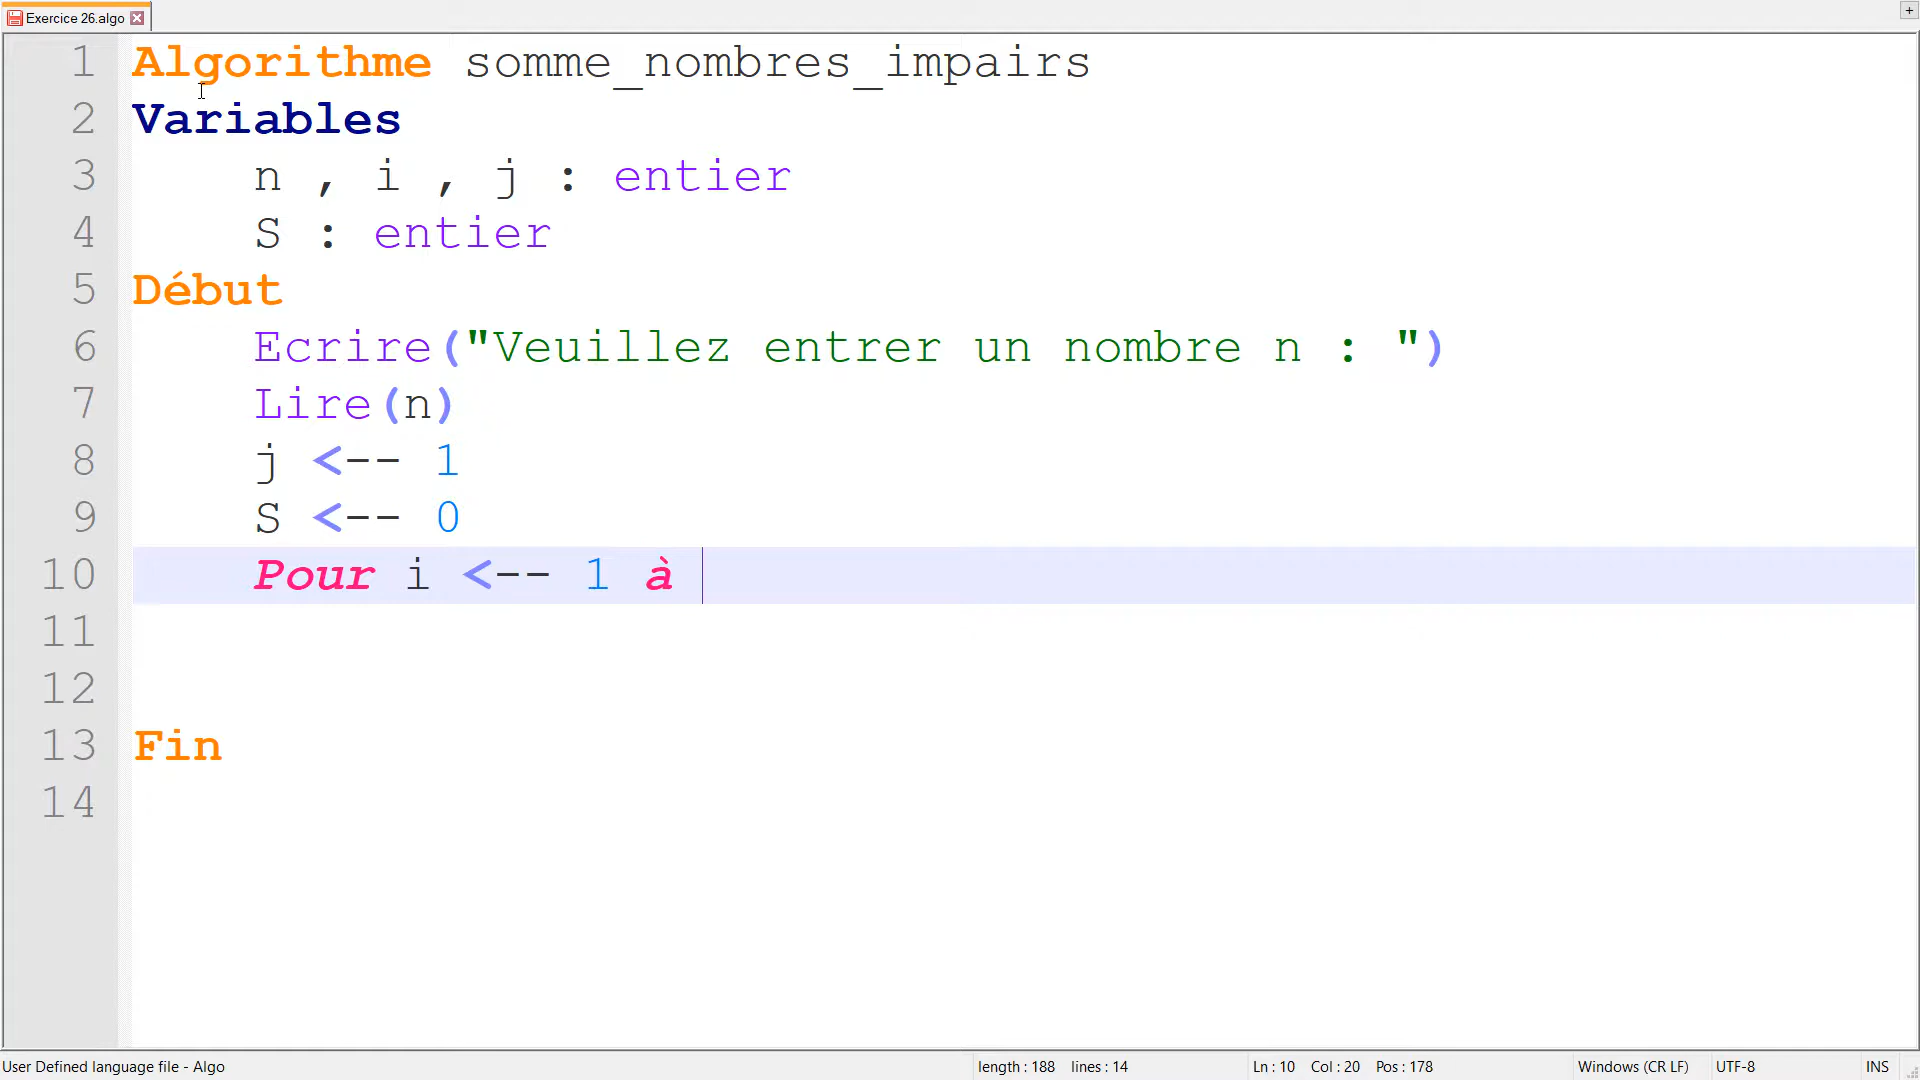 Exercice 26.algo
+
1 Algorithme somme_nombres_impairs
2 Variables
3 n , i , j : entier
4 S : entier
5 Début
6 Ecrire("Veuillez entrer un nombre n : ")
7 Lire(n)
8 j <-- 1
9 S <-- 0
10 Pour i <-- 1 à
11
12
13 Fin
14
User Defined language file - Algo length : 188 lines : 14 Ln : 10 Col : 20 Pos : 178 Windows (CR LF) UTF-8 INS